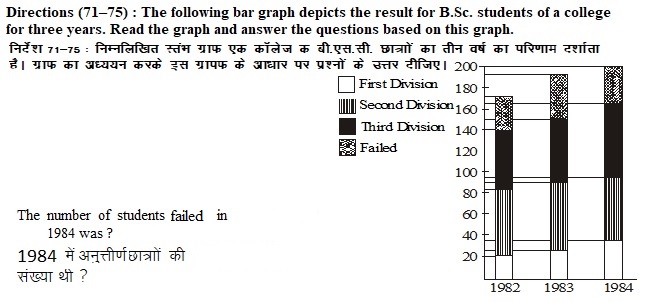 Directions (71–75) : The following bar graph depicts the result for B.Sc. students of a college
for three years. Read the graph and answer the questions based on this graph.
निर्देश 71-75 : निम्नलिखित स्तंभ ग्राफ एक कॉलेज क बी.एस.सी. छात्राों का तीन वर्ष का परिणाम दर्शाता
है। ग्राफ का अध्ययन करके इस ग्रापफ के आधार पर प्रश्नों के उत्तर दीजिए।
200
180
160
140
120
100
80
60
40
20
First Division
Second Division
Third Division
Failed
1982 1983 1984
The number of students failed in
1984 was ?
1984 में अनुत्तीर्ण छात्राों की
संख्या थी ?